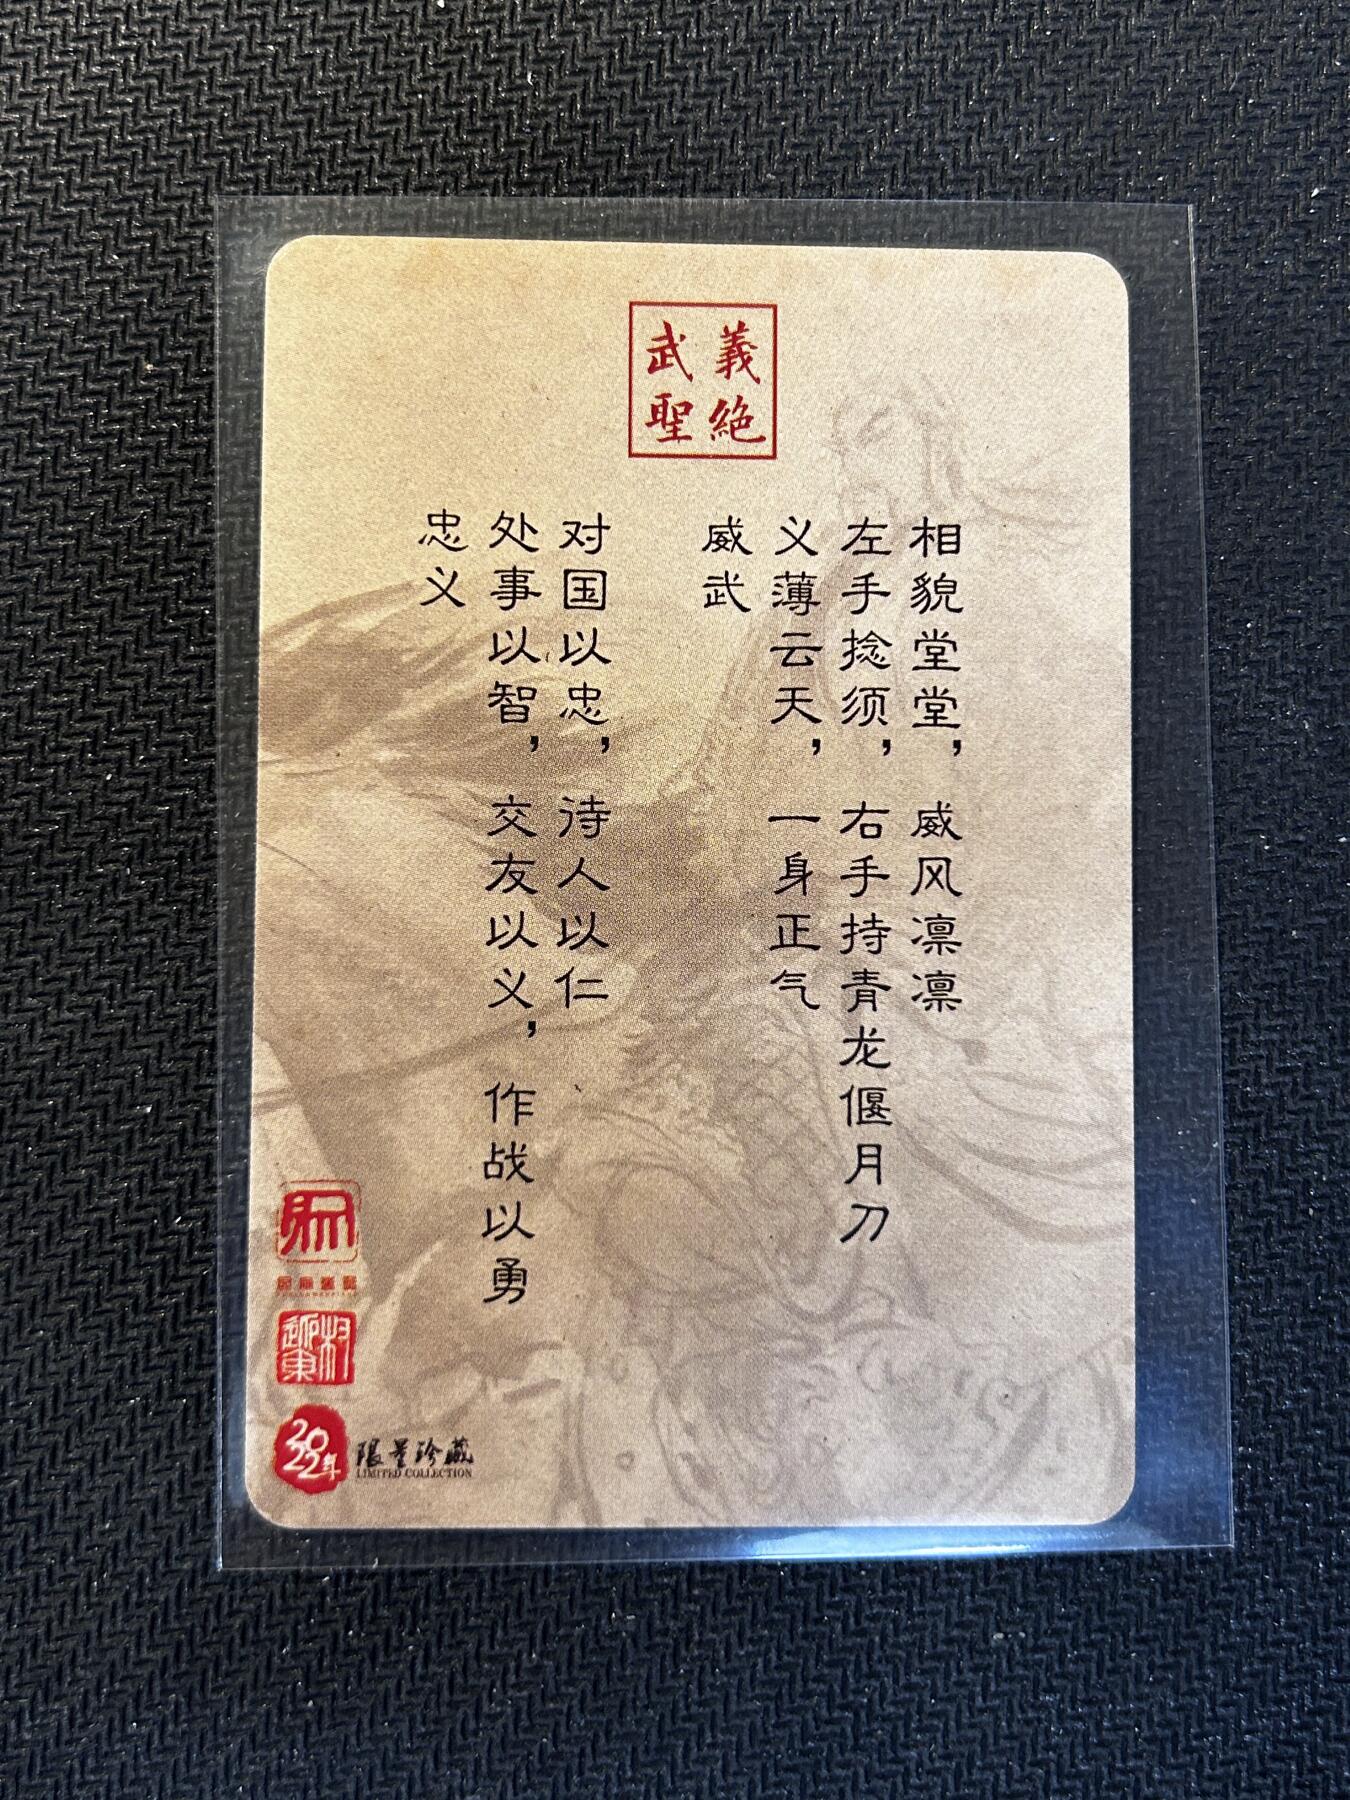 義絶
武聖
相貌堂堂，威风凛凛
左手捻须，右手持青龙偃月刀
义薄云天，一身正气
威武
对国以忠，待人以仁
处事以智，交友以义，作战以勇
忠义
2022年
限量珍藏
LIMITED COLLECTION